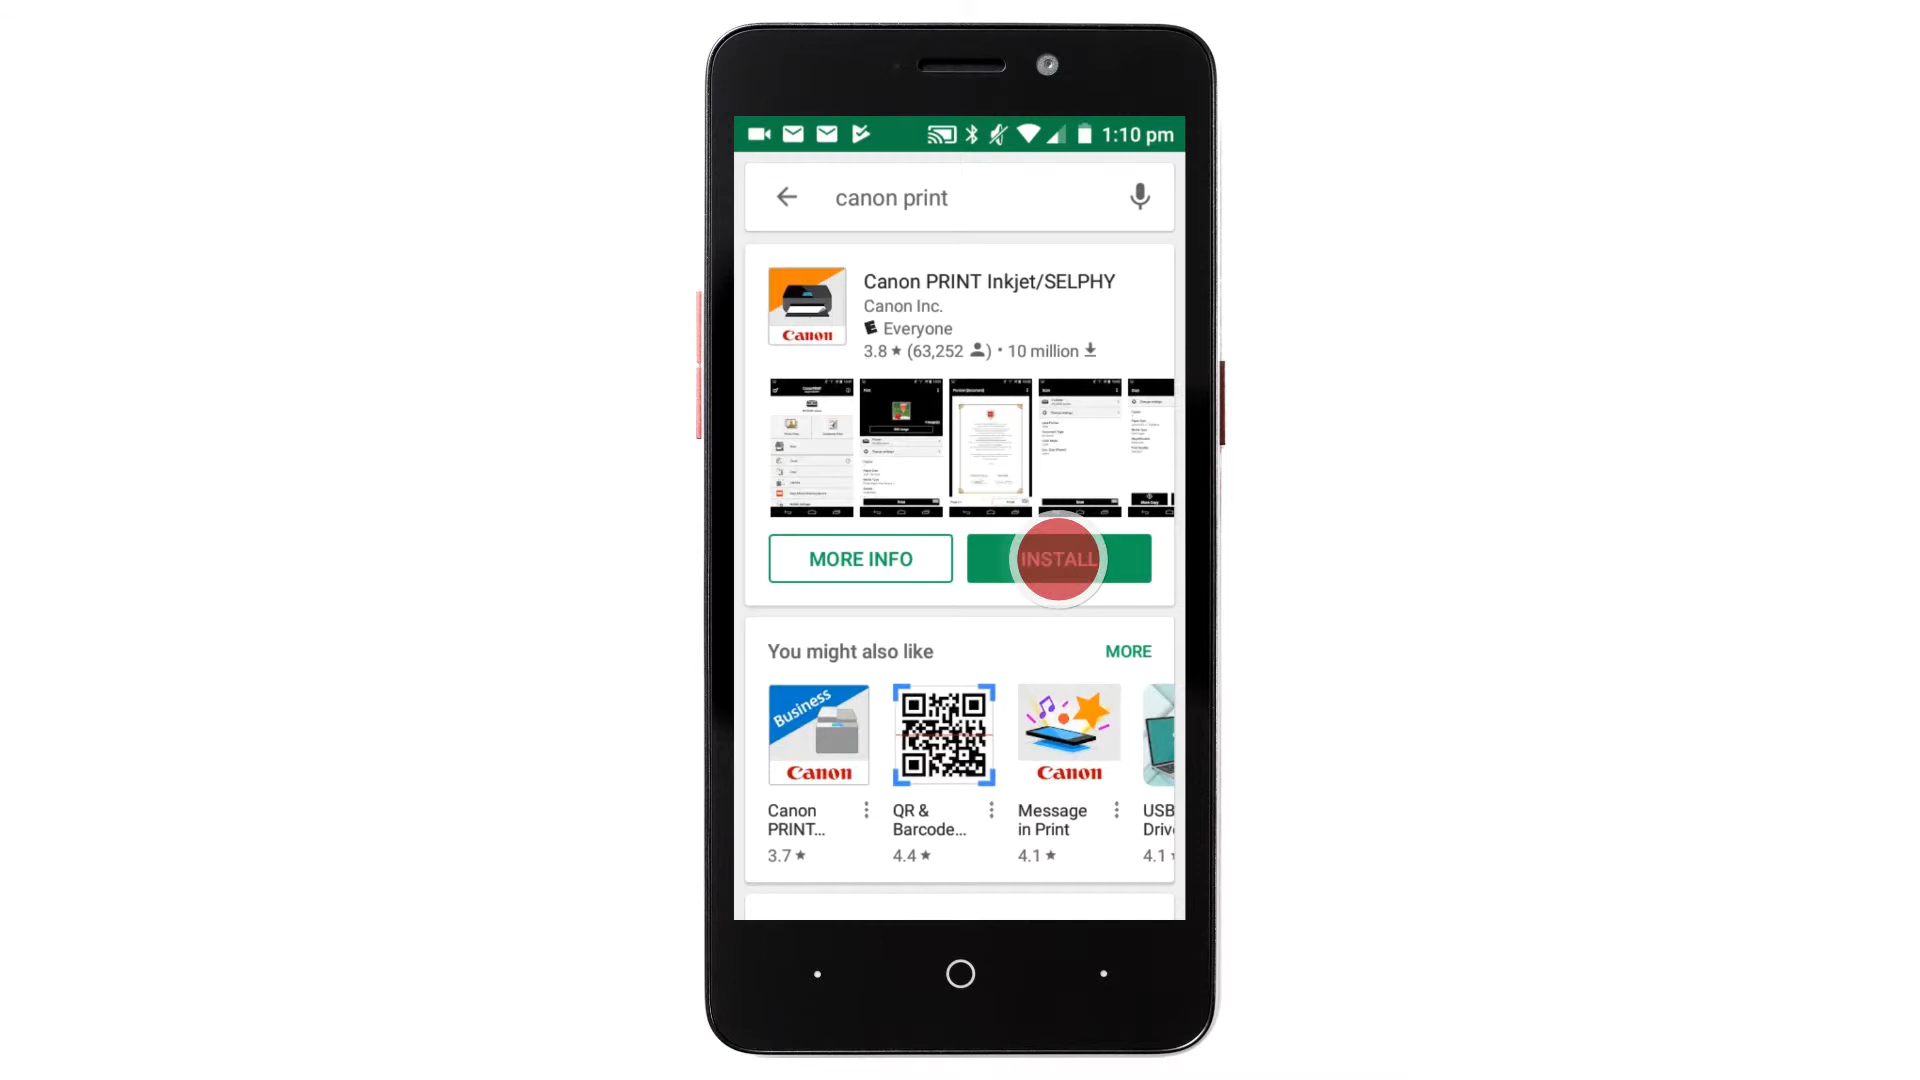 1:10 pm
canon print
Canon PRINT Inkjet/SELPHY
Canon Inc.
E Everyone
3.8 ★ (63,252 ) • 10 million
Canon
MORE INFO
INSTALL
You might also like
MORE
Business
Canon
Canon
Canon
PRINT...
3.7 ★
QR &
Barcode...
4.4 ★
Message
in Print
4.1 ★
USB
Driv
4.1